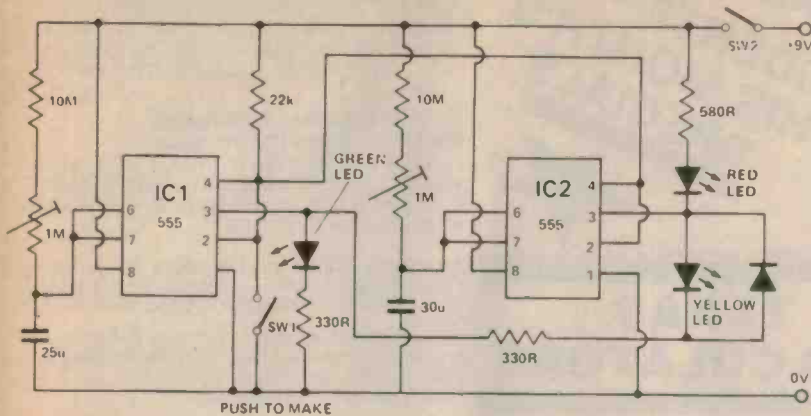 SW2
+9V
10M
22k
10M
580R
GREEN
LED
RED
LED
IC1
555
4
6
3
7
2
8
1M
1M
IC2
555
4
6
3
7
2
8
1
YELLOW
LED
25u
SW1
330R
30u
330R
0V
PUSH TO MAKE